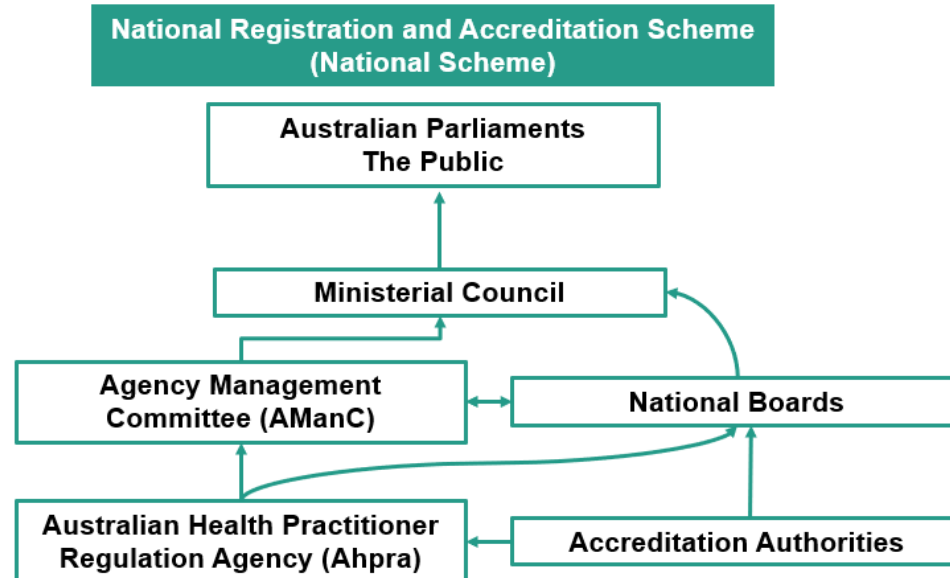 National Registration and Accreditation Scheme
(National Scheme)
Australian Parliaments
The Public
Ministerial Council
Agency Management
Committee (AManC)
National Boards
Australian Health Practitioner
Regulation Agency (Ahpra)
Accreditation Authorities